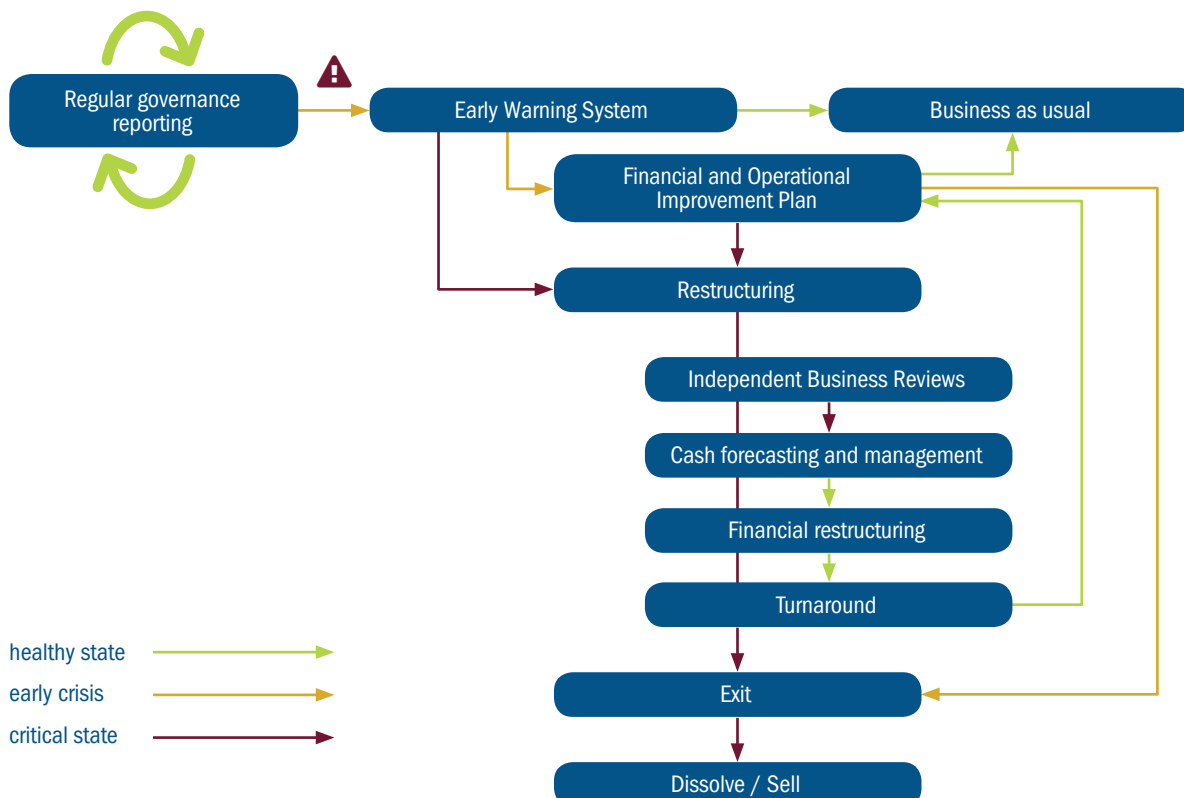 Regular governance
reporting
Early Warning System
Business as usual
Financial and Operational
Improvement Plan
Restructuring
Independent Business Reviews
Cash forecasting and management
Financial restructuring
Turnaround
healthy state
early crisis
critical state
Exit
Dissolve / Sell